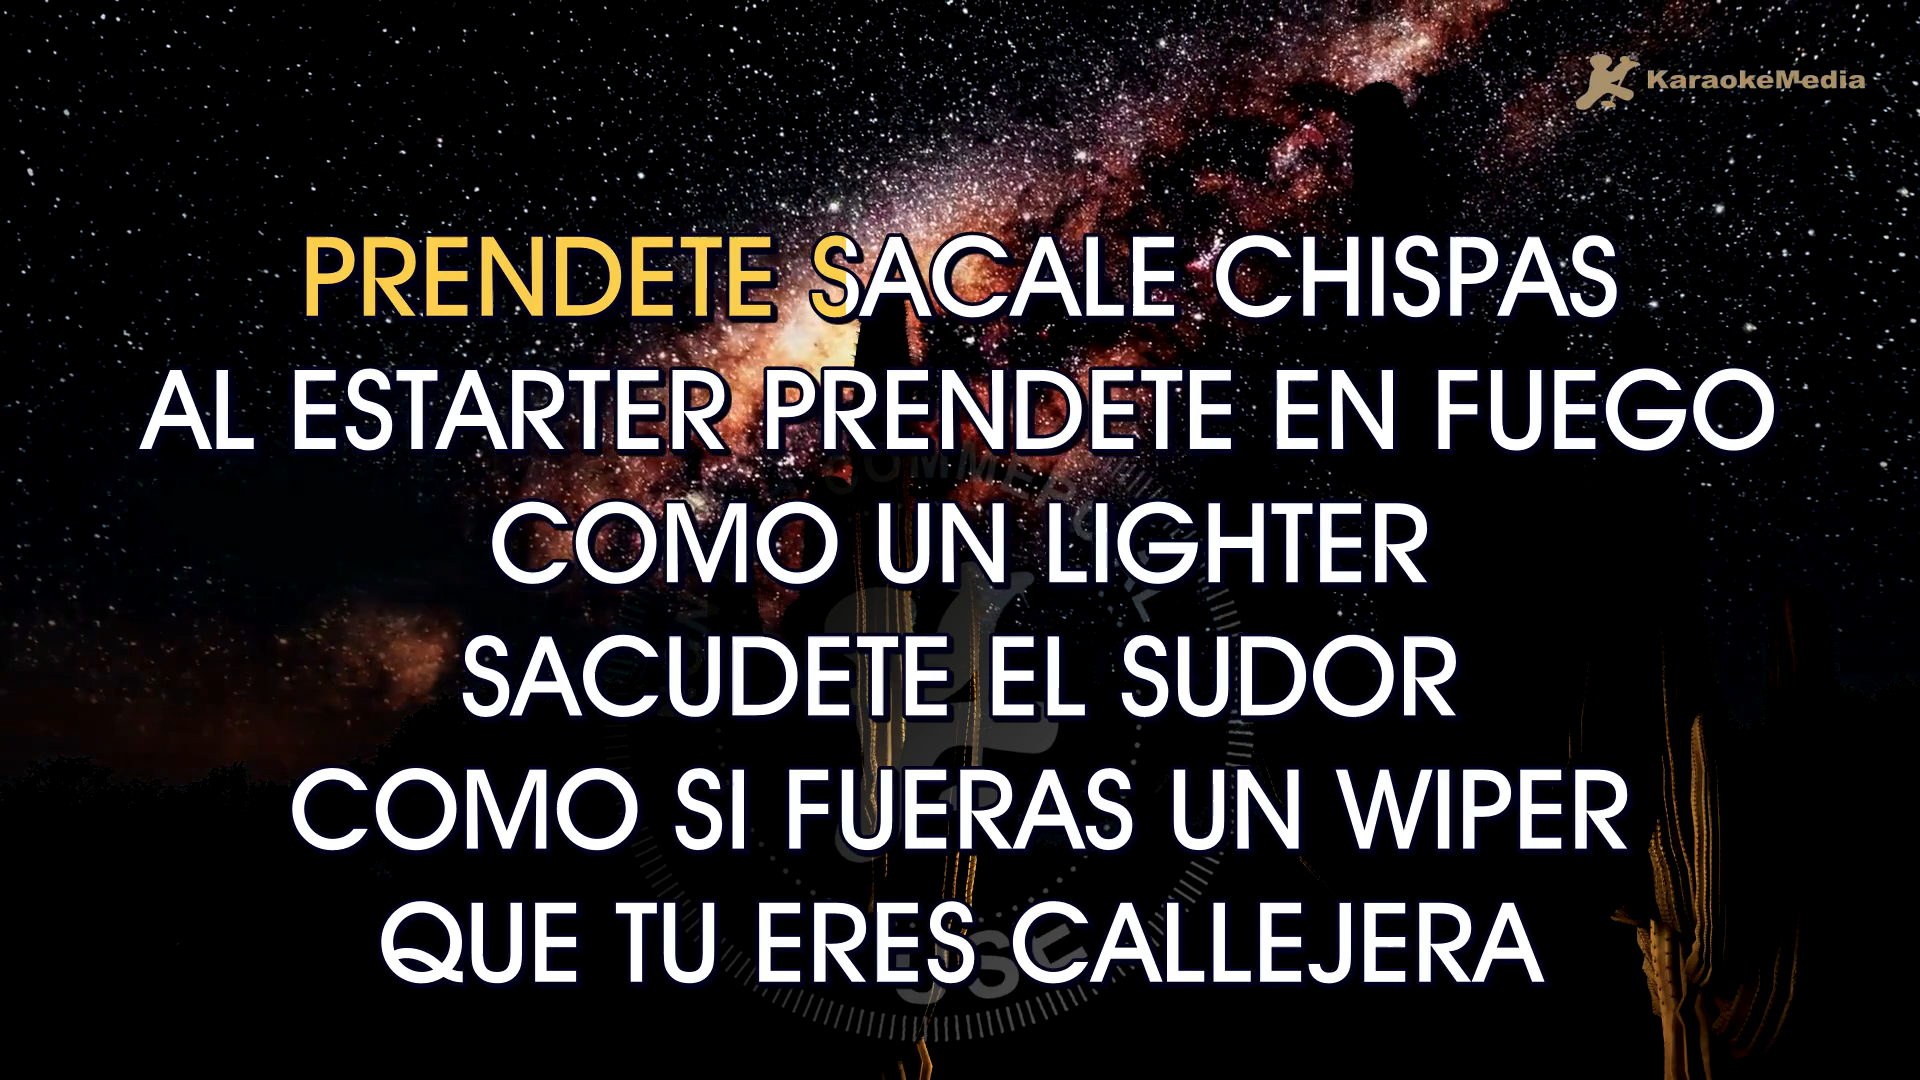 KaraokeMedia
PRENDETE SACALE CHISPAS
AL ESTARTER PRENDETE EN FUEGO
COMO UN LIGHTER
SACUDETE EL SUDOR
COMO SI FUERAS UN WIPER
QUE TU ERES CALLEJERA